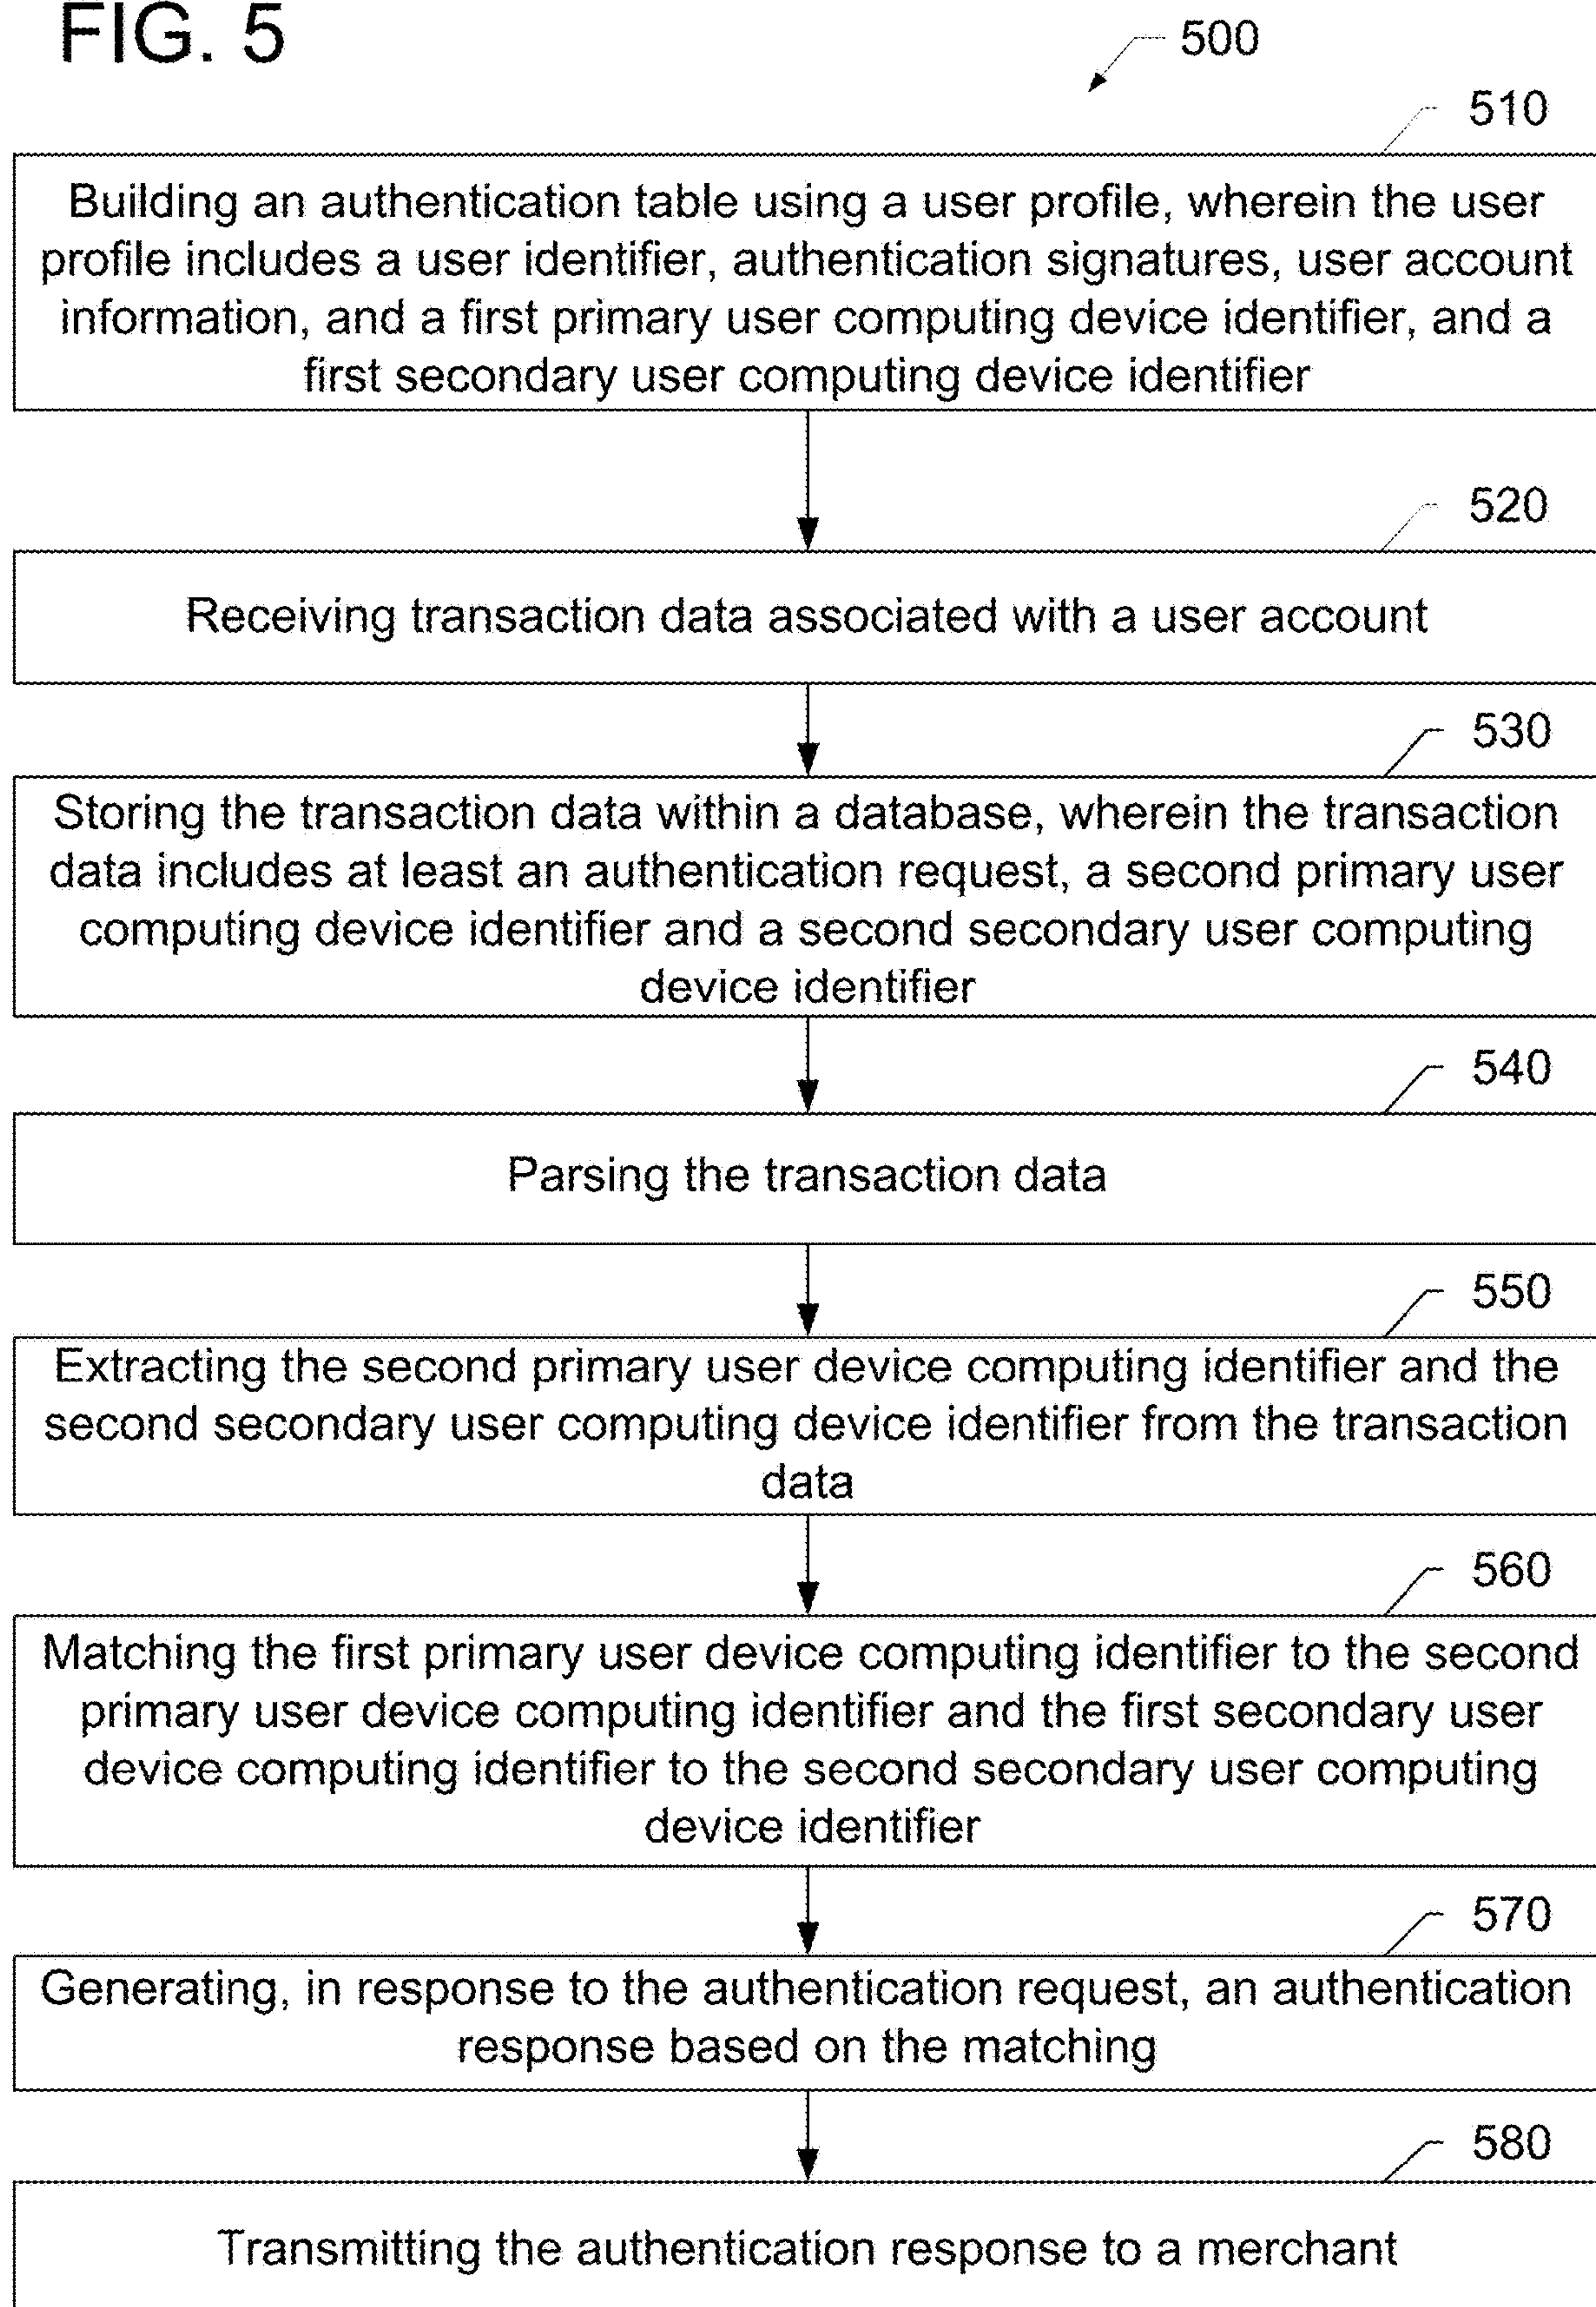 FIG. 5
500
510
Building an authentication table using a user profile, wherein the user
profile includes a user identifier, authentication signatures, user account
information, and a first primary user computing device identifier, and a
first secondary user computing device identifier
520
Receiving transaction data associated with a user account
530
Storing the transaction data within a database, wherein the transaction
data includes at least an authentication request, a second primary user
computing device identifier and a second secondary user computing
device identifier
540
Parsing the transaction data
550
Extracting the second primary user device computing identifier and the
second secondary user computing device identifier from the transaction
data
560
Matching the first primary user device computing identifier to the second
primary user device computing identifier and the first secondary user
device computing identifier to the second secondary user computing
device identifier
570
Generating, in response to the authentication request, an authentication
response based on the matching
580
Transmitting the authentication response to a merchant